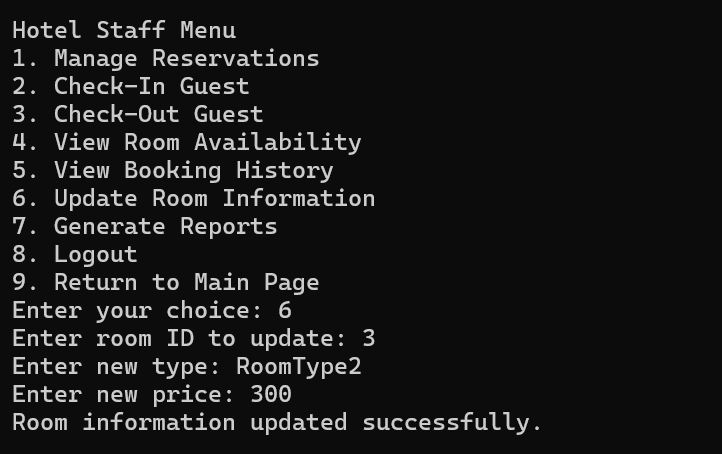 Hotel Staff Menu
1. Manage Reservations
2. Check-In Guest
3. Check-Out Guest
4. View Room Availability
5. View Booking History
6. Update Room Information
7. Generate Reports
8. Logout
9. Return to Main Page
Enter your choice: 6
Enter room ID to update: 3
Enter new type: RoomType2
Enter new price: 300
Room information updated successfully.